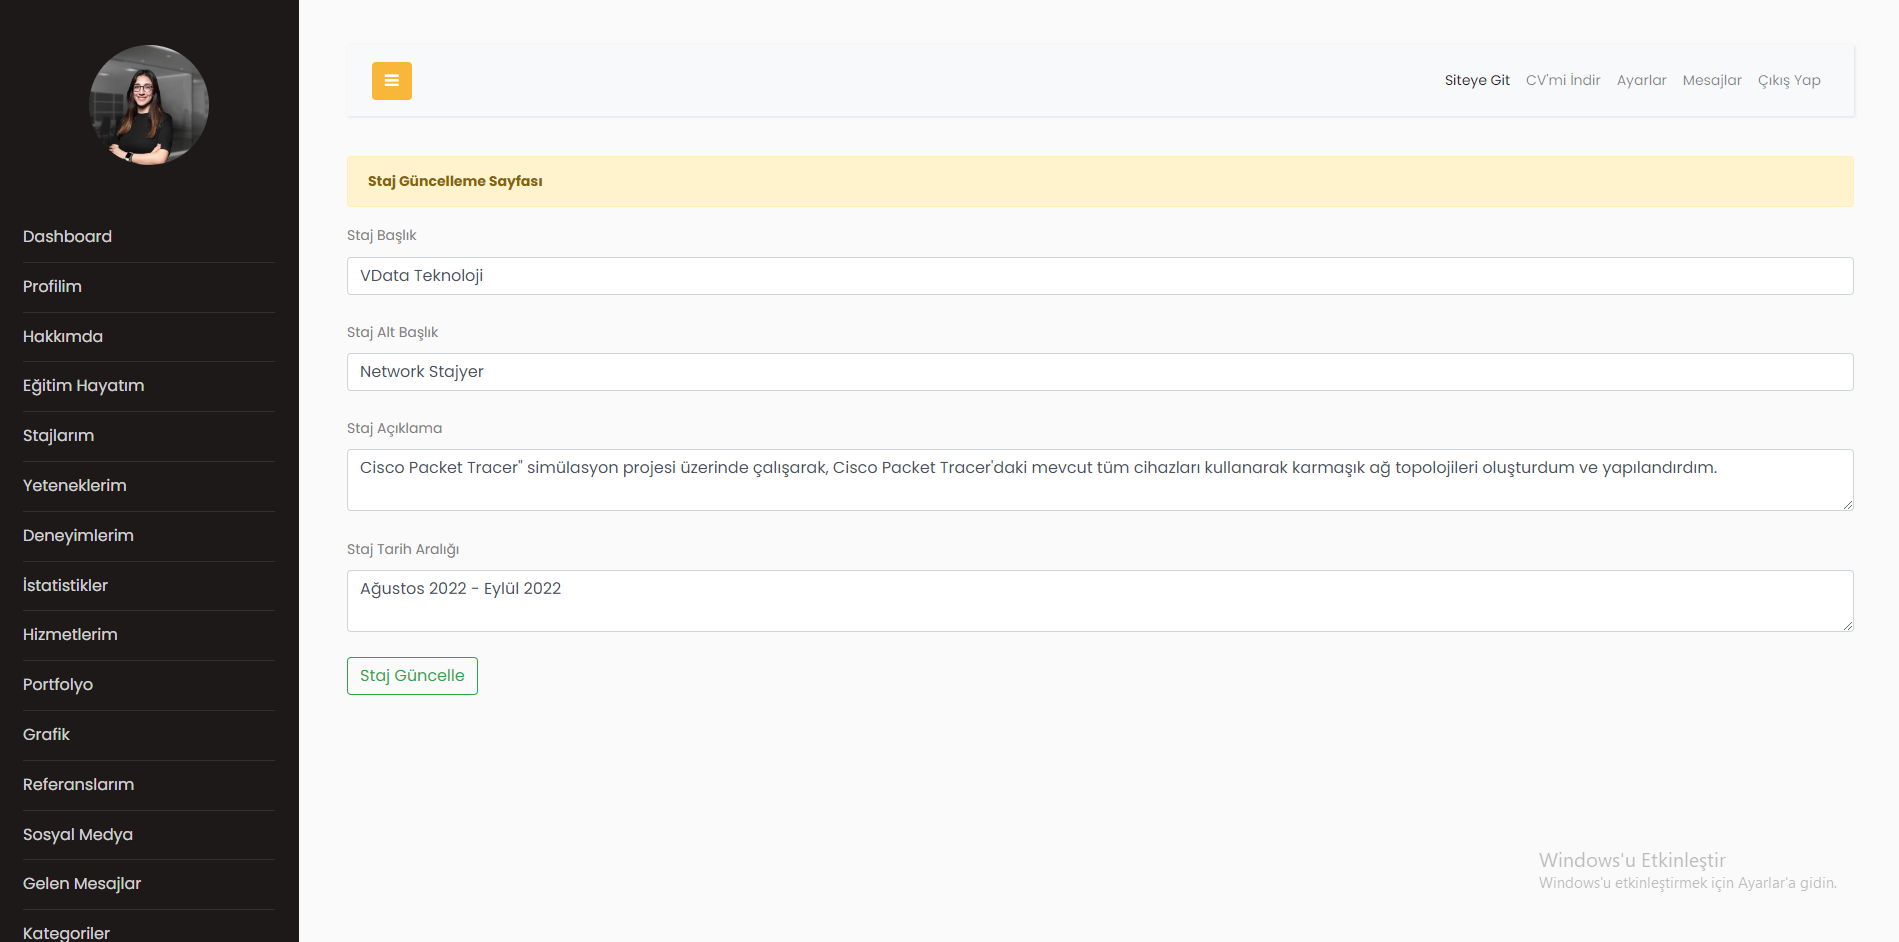 Siteye Git CV'mi İndir Ayarlar Mesajlar Çıkış Yap
Dashboard
Profilim
Hakkımda
Eğitim Hayatım
Stajlarım
Yeteneklerim
Deneyimlerim
İstatistikler
Hizmetlerim
Portfolyo
Grafik
Referanslarım
Sosyal Medya
Gelen Mesajlar
Kategoriler
Staj Güncelleme Sayfası
Staj Başlık
VData Teknoloji
Staj Alt Başlık
Network Stajyer
Staj Açıklama
Cisco Packet Tracer" simülasyon projesi üzerinde çalışarak, Cisco Packet Tracer'daki mevcut tüm cihazları kullanarak karmaşık ağ topolojileri oluşturdum ve yapılandırdım.
Staj Tarih Aralığı
Ağustos 2022 - Eylül 2022
Staj Güncelle
Windows'u Etkinleştir
Windows'u etkinleştirmek için Ayarlar'a gidin.